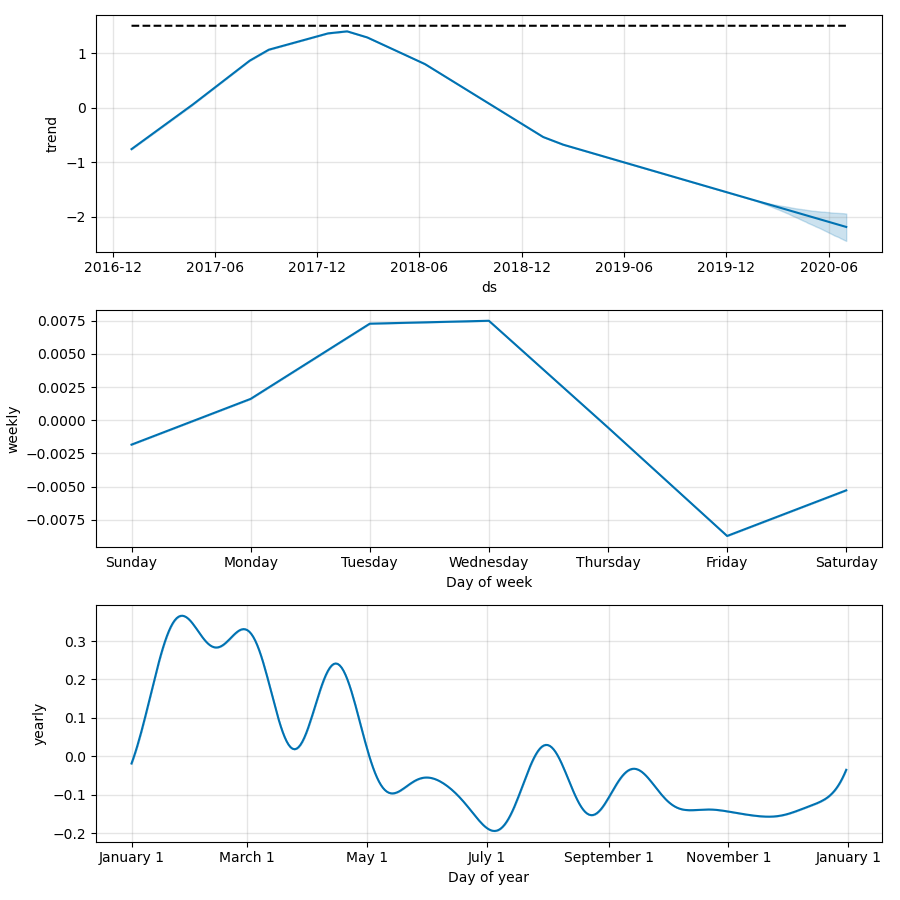 trend
1
0
−1
−2
2016-12 2017-06 2017-12 2018-06 2018-12 2019-06 2019-12 2020-06
ds
weekly
0.0075
0.0050
0.0025
0.0000
−0.0025
−0.0050
−0.0075
Sunday Monday Tuesday Wednesday Thursday Friday Saturday
Day of week
yearly
0.3
0.2
0.1
0.0
−0.1
−0.2
January 1 March 1 May 1 July 1 September 1 November 1 January 1
Day of year